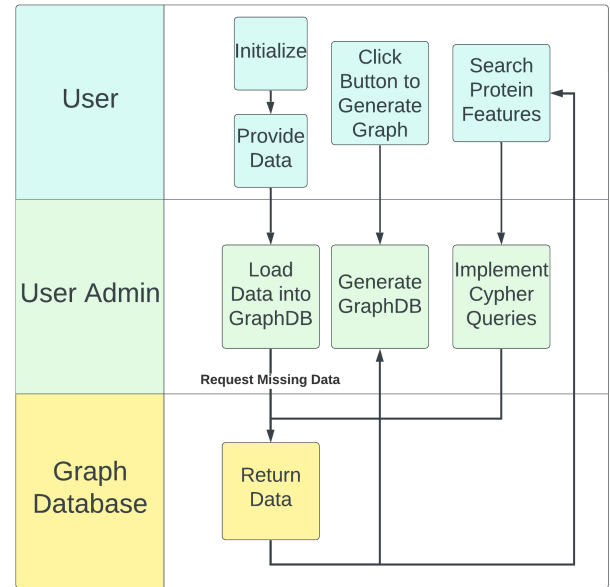 User
Initialize
Provide
Data
Click
Button to
Generate
Graph
Search
Protein
Features
User Admin
Load
Data into
GraphDB
Generate
GraphDB
Implement
Cypher
Queries
Request Missing Data
Graph
Database
Return
Data